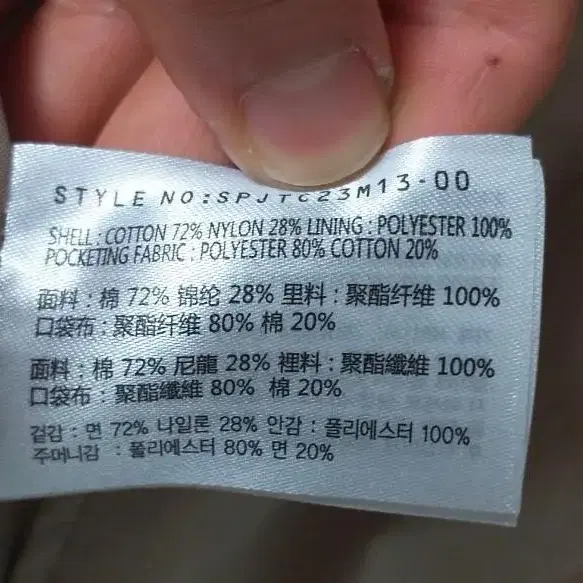 STYLE NO:SPJTC23M13-00
SHELL : COTTON 72% NYLON 28% LINING : POLYESTER 100%
POCKETING FABRIC : POLYESTER 80% COTTON 20%
面料 : 棉 72% 锦纶 28% 里料 : 聚酯纤维 100%
口袋布 : 聚酯纤维 80% 棉 20%
面料 : 棉 72% 尼龍 28% 裡料 : 聚酯纖維 100%
口袋布 : 聚酯纖維 80% 棉 20%
겉감 : 면 72% 나일론 28% 안감 : 폴리에스터 100%
주머니감 : 폴리에스터 80% 면 20%